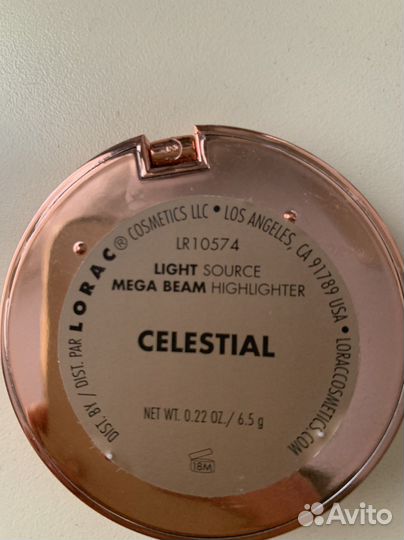 DIST. BY / DIST. PAR LORAC® COSMETICS LLC • LOS ANGELES, CA 91789 USA • LORACCOSMETICS.COM
LR10574
LIGHT SOURCE
MEGA BEAM HIGHLIGHTER
CELESTIAL
NET WT. 0.22 OZ./ 6.5 g
18M
Avito